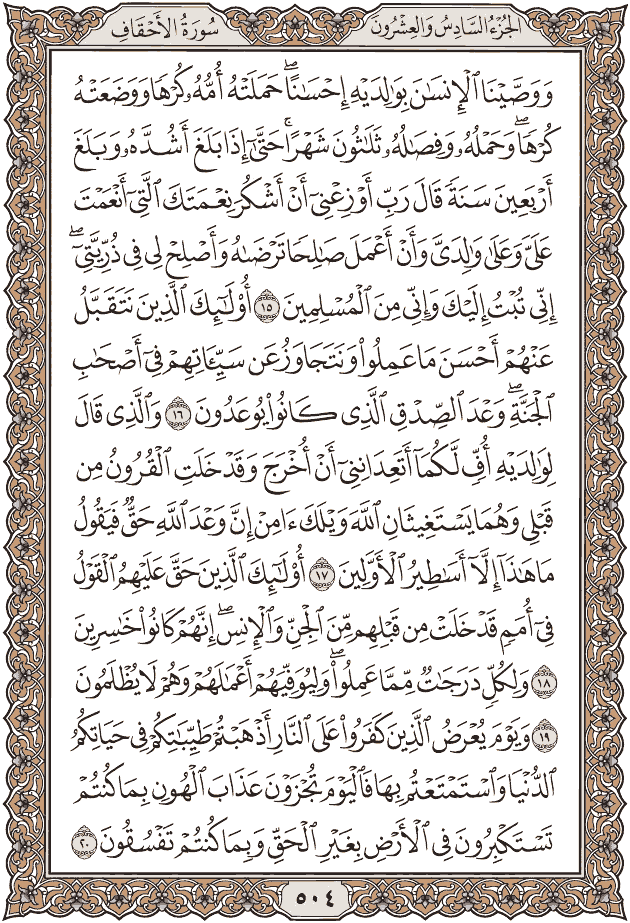 الجُزْءُ السَّادِسُ وَالعِشْرُونَ
سُورَةُ الأَحْقَافِ
وَوَصَّيْنَا ٱلْإِنسَٰنَ بِوَٰلِدَيْهِ إِحْسَٰنًاۖ حَمَلَتْهُ أُمُّهُۥ كُرْهًا وَوَضَعَتْهُ
كُرْهًاۖ وَحَمْلُهُۥ وَفِصَٰلُهُۥ ثَلَٰثُونَ شَهْرًاۚ حَتَّىٰٓ إِذَا بَلَغَ أَشُدَّهُۥ وَبَلَغَ
أَرْبَعِينَ سَنَةً قَالَ رَبِّ أَوْزِعْنِىٓ أَنْ أَشْكُرَ نِعْمَتَكَ ٱلَّتِىٓ أَنْعَمْتَ
عَلَىَّ وَعَلَىٰ وَٰلِدَىَّ وَأَنْ أَعْمَلَ صَٰلِحًا تَرْضَىٰهُ وَأَصْلِحْ لِى فِى ذُرِّيَّتِىٓۖ
إِنِّى تُبْتُ إِلَيْكَ وَإِنِّى مِنَ ٱلْمُسْلِمِينَ ١٥ أُو۟لَٰٓئِكَ ٱلَّذِينَ نَتَقَبَّلُ
عَنْهُمْ أَحْسَنَ مَا عَمِلُوا۟ وَنَتَجَاوَزُ عَن سَيِّـَٔاتِهِمْ فِىٓ أَصْحَٰبِ
ٱلْجَنَّةِۖ وَعْدَ ٱلصِّدْقِ ٱلَّذِى كَانُوا۟ يُوعَدُونَ ١٦ وَٱلَّذِى قَالَ
لِوَٰلِدَيْهِ أُفٍّ لَّكُمَآ أَتَعِدَانِنِىٓ أَنْ أُخْرَجَ وَقَدْ خَلَتِ ٱلْقُرُونُ مِن
قَبْلِى وَهُمَا يَسْتَغِيثَانِ ٱللَّهَ وَيْلَكَ ءَامِنْ إِنَّ وَعْدَ ٱللَّهِ حَقٌّ فَيَقُولُ
مَا هَٰذَآ إِلَّآ أَسَٰطِيرُ ٱلْأَوَّلِينَ ١٧ أُو۟لَٰٓئِكَ ٱلَّذِينَ حَقَّ عَلَيْهِمُ ٱلْقَوْلُ
فِىٓ أُمَمٍ قَدْ خَلَتْ مِن قَبْلِهِم مِّنَ ٱلْجِنِّ وَٱلْإِنسِۖ إِنَّهُمْ كَانُوا۟ خَٰسِرِينَ
١٨ وَلِكُلٍّ دَرَجَٰتٌ مِّمَّا عَمِلُوا۟ۖ وَلِيُوَفِّيَهُمْ أَعْمَٰلَهُمْ وَهُمْ لَا يُظْلَمُونَ
١٩ وَيَوْمَ يُعْرَضُ ٱلَّذِينَ كَفَرُوا۟ عَلَى ٱلنَّارِ أَذْهَبْتُمْ طَيِّبَٰتِكُمْ فِى حَيَاتِكُمُ
ٱلدُّنْيَا وَٱسْتَمْتَعْتُم بِهَا فَٱلْيَوْمَ تُجْزَوْنَ عَذَابَ ٱلْهُونِ بِمَا كُنتُمْ
تَسْتَكْبِرُونَ فِى ٱلْأَرْضِ بِغَيْرِ ٱلْحَقِّ وَبِمَا كُنتُمْ تَفْسُقُونَ ٢٠
٥٠٤